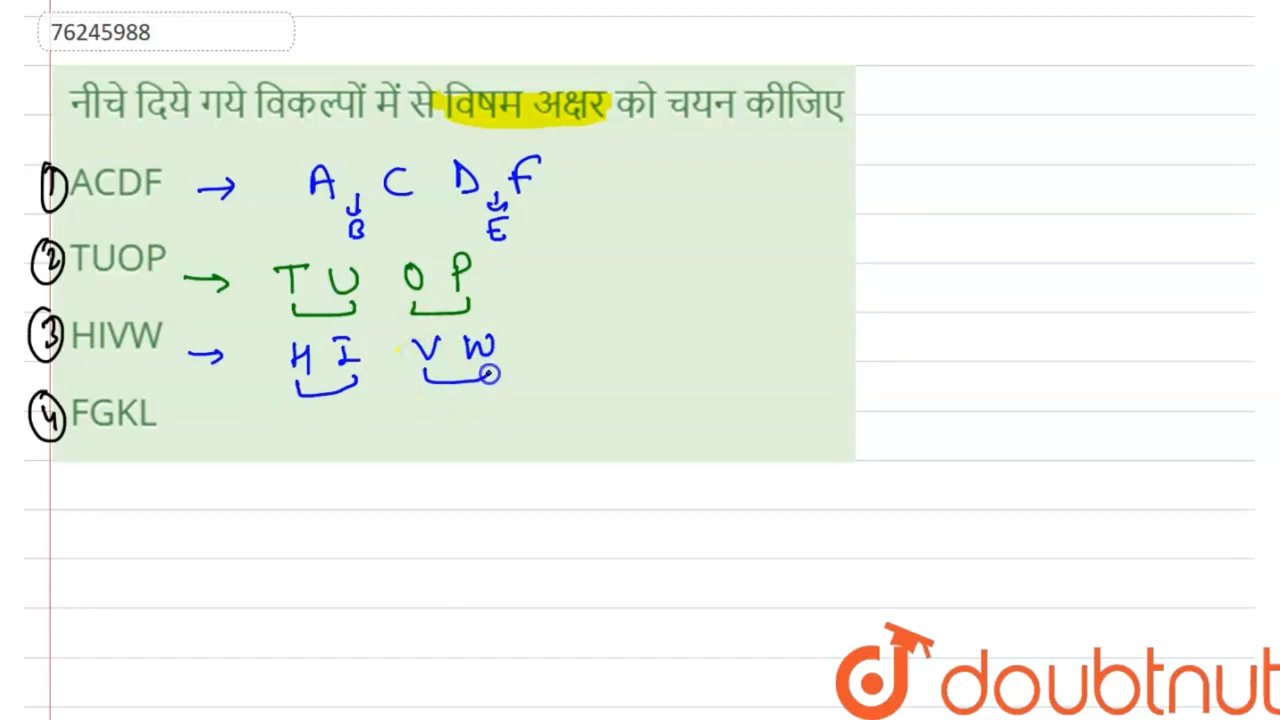 76245988
नीचे दिये गये विकल्पों में से विषम अक्षर को चयन कीजिए
① ACDF → A C D F
↓ B ↓ E
② TUOP → T U O P
③ HIVW → H I V W
④ FGKL
doubtnut